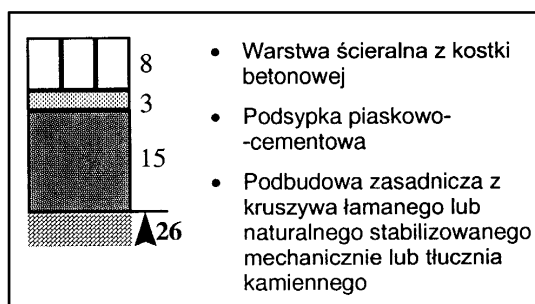 8
3
15
26
• Warstwa ścieralna z kostki
betonowej
• Podsypka piaskowo-
-cementowa
• Podbudowa zasadnicza z
kruszywa łamanego lub
naturalnego stabilizowanego
mechanicznie lub tłucznia
kamiennego